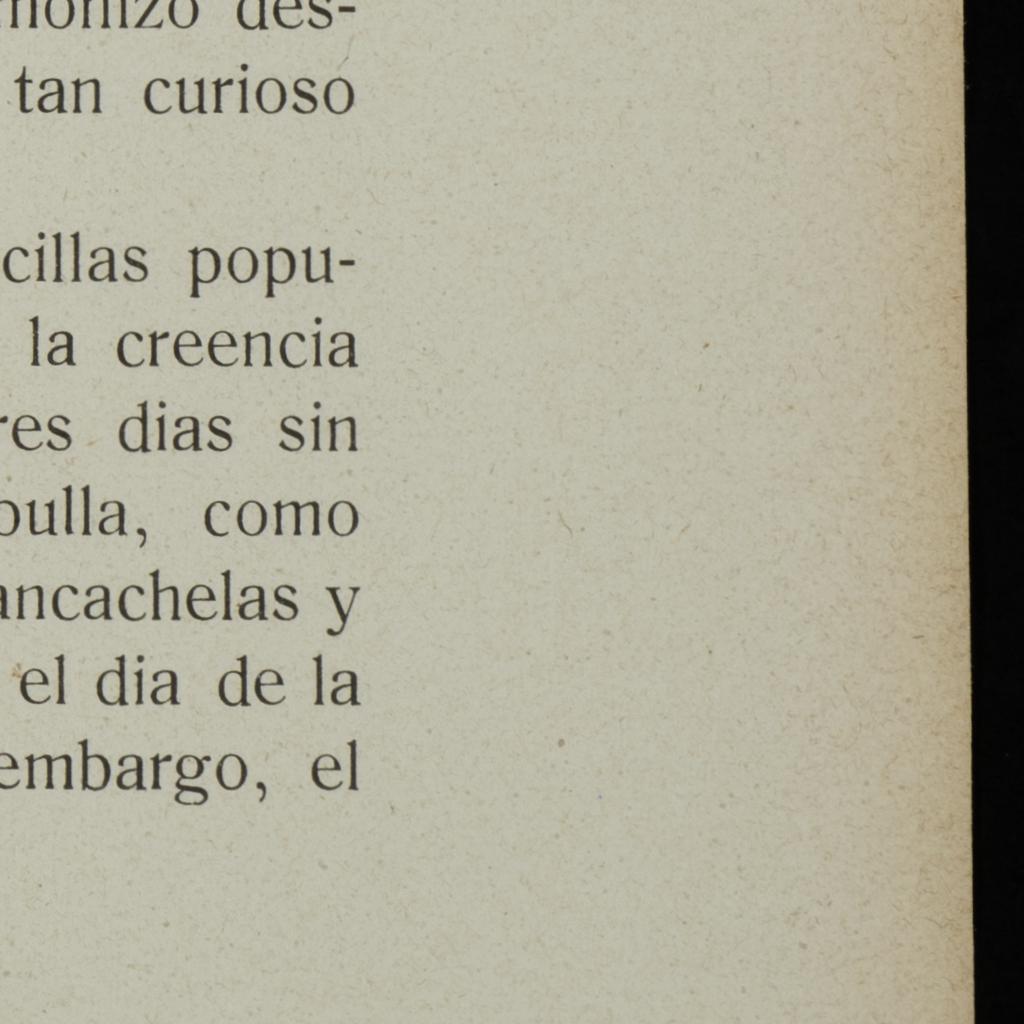 des-
tan curioso
cillas popu-
la creencia
res dias sin
bulla, como
ancachelas y
el dia de la
embargo, el